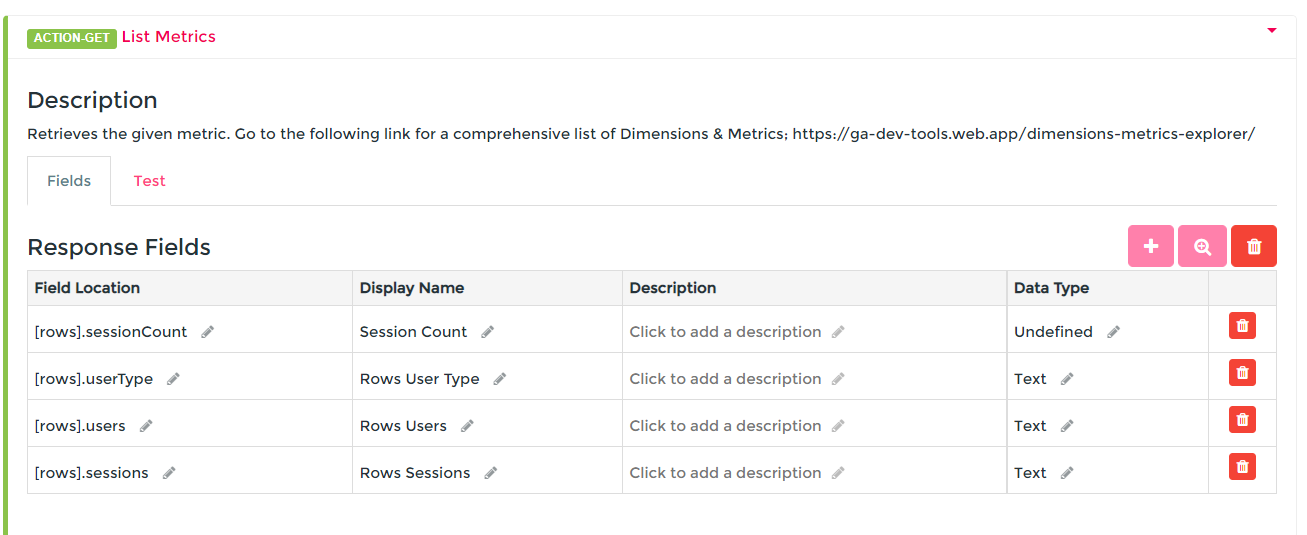 ACTION-GET List Metrics
Description
Retrieves the given metric. Go to the following link for a comprehensive list of Dimensions & Metrics; https://ga-dev-tools.web.app/dimensions-metrics-explorer/
Fields Test
Response Fields
Field Location Display Name Description Data Type
[rows].sessionCount Session Count Click to add a description Undefined
[rows].userType Rows User Type Click to add a description Text
[rows].users Rows Users Click to add a description Text
[rows].sessions Rows Sessions Click to add a description Text